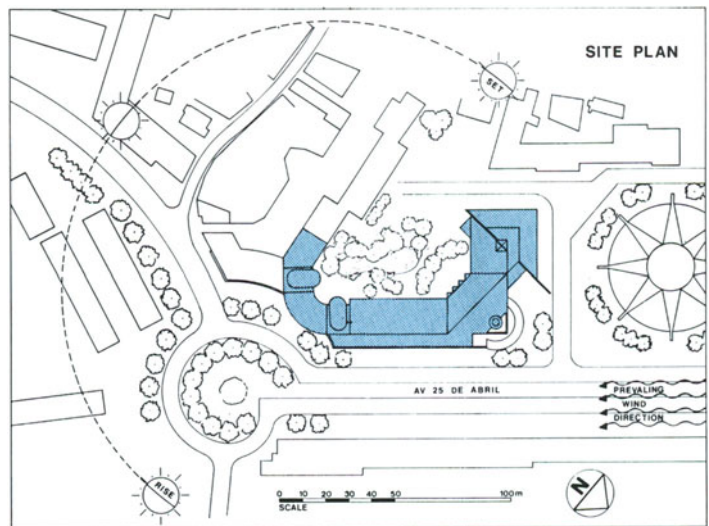 SITE PLAN
SET
AV 25 DE ABRIL
PREVALING
WIND
DIRECTION
RISE
0 10 20 30 40 50 100m
SCALE
N